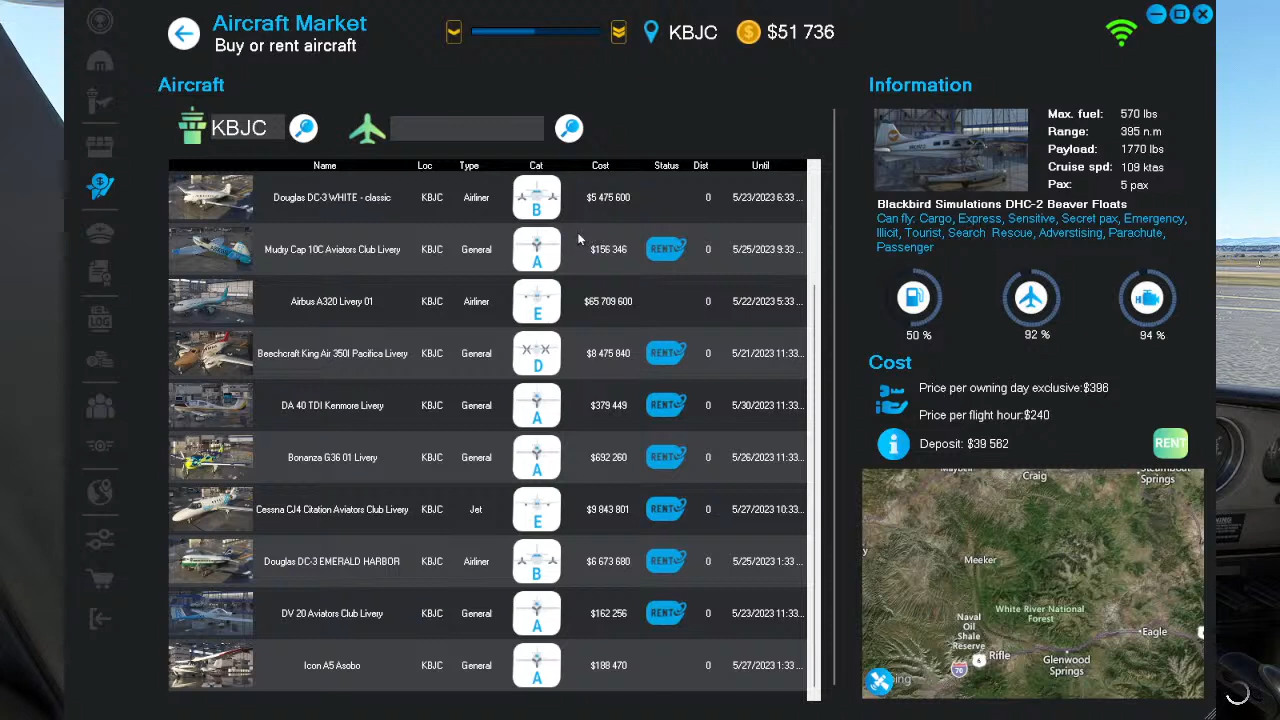 Aircraft Market
Buy or rent aircraft
KBJC
$51 736
Aircraft
KBJC
Name Loc Type Cat Cost Status Dist Until
Douglas DC-3 WHITE - classic KBJC Airliner B $5 475 600 5/23/2023 6:33...
Mudry Cap 10C Aviators Club Livery KBJC General A $156 346 RENT 0 5/25/2023 9:33...
Airbus A320 Livery 01 KBJC Airliner E $65 709 600 0 5/22/2023 5:33...
Beechcraft King Air 350I Pacifica Livery KBJC General D $8 475 840 RENT 0 5/21/2023 11:33...
DA 40 TDI Kenmore Livery KBJC General A $379 449 RENT 0 5/30/2023 11:33...
Bonanza G36 01 Livery KBJC General A $692 260 RENT 0 5/26/2023 11:33...
CJ4 Citation Club Livery KBJC Jet E $9 843 801 RENT 0 5/27/2023 10:33...
Douglas DC-3 EMERALD HARBOR KBJC Airliner B $6 673 680 RENT 0 5/25/2023 1:33...
DV 20 Aviators Club Livery KBJC General A $162 256 RENT 0 5/23/2023 11:33...
Icon A5 Asobo KBJC General A $188 470 0 5/27/2023 1:33...
Information
Max. fuel: 570 lbs
Range: 395 n.m
Payload: 1770 lbs
Cruise spd: 109 ktas
Pax: 5 pax
Blackbird Simulations DHC-2 Beaver Floats
Can fly: Cargo, Express, Sensitive, Secret pax, Emergency,
Illicit, Tourist, Search Rescue, Adverstising, Parachute,
Passenger
50 %
92 %
94 %
Cost
Price per owning day exclusive:$396
Price per flight hour:$240
Deposit: $39 562
RENT
Maybell
Craig
Steamboat
Springs
Meeker
White River National
Forest
Naval
Oil
Shale
Reserve
Eagle
Rifle
Glenwood
Springs
70
6
LOG